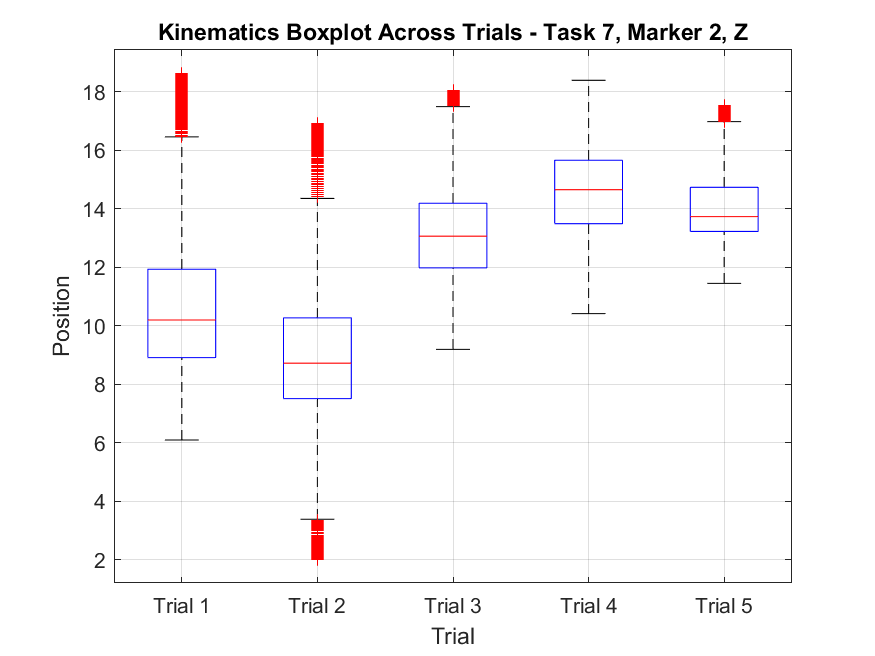 Kinematics Boxplot Across Trials - Task 7, Marker 2, Z
18
16
14
12
10
8
6
4
2
Position
Trial 1 Trial 2 Trial 3 Trial 4 Trial 5
Trial